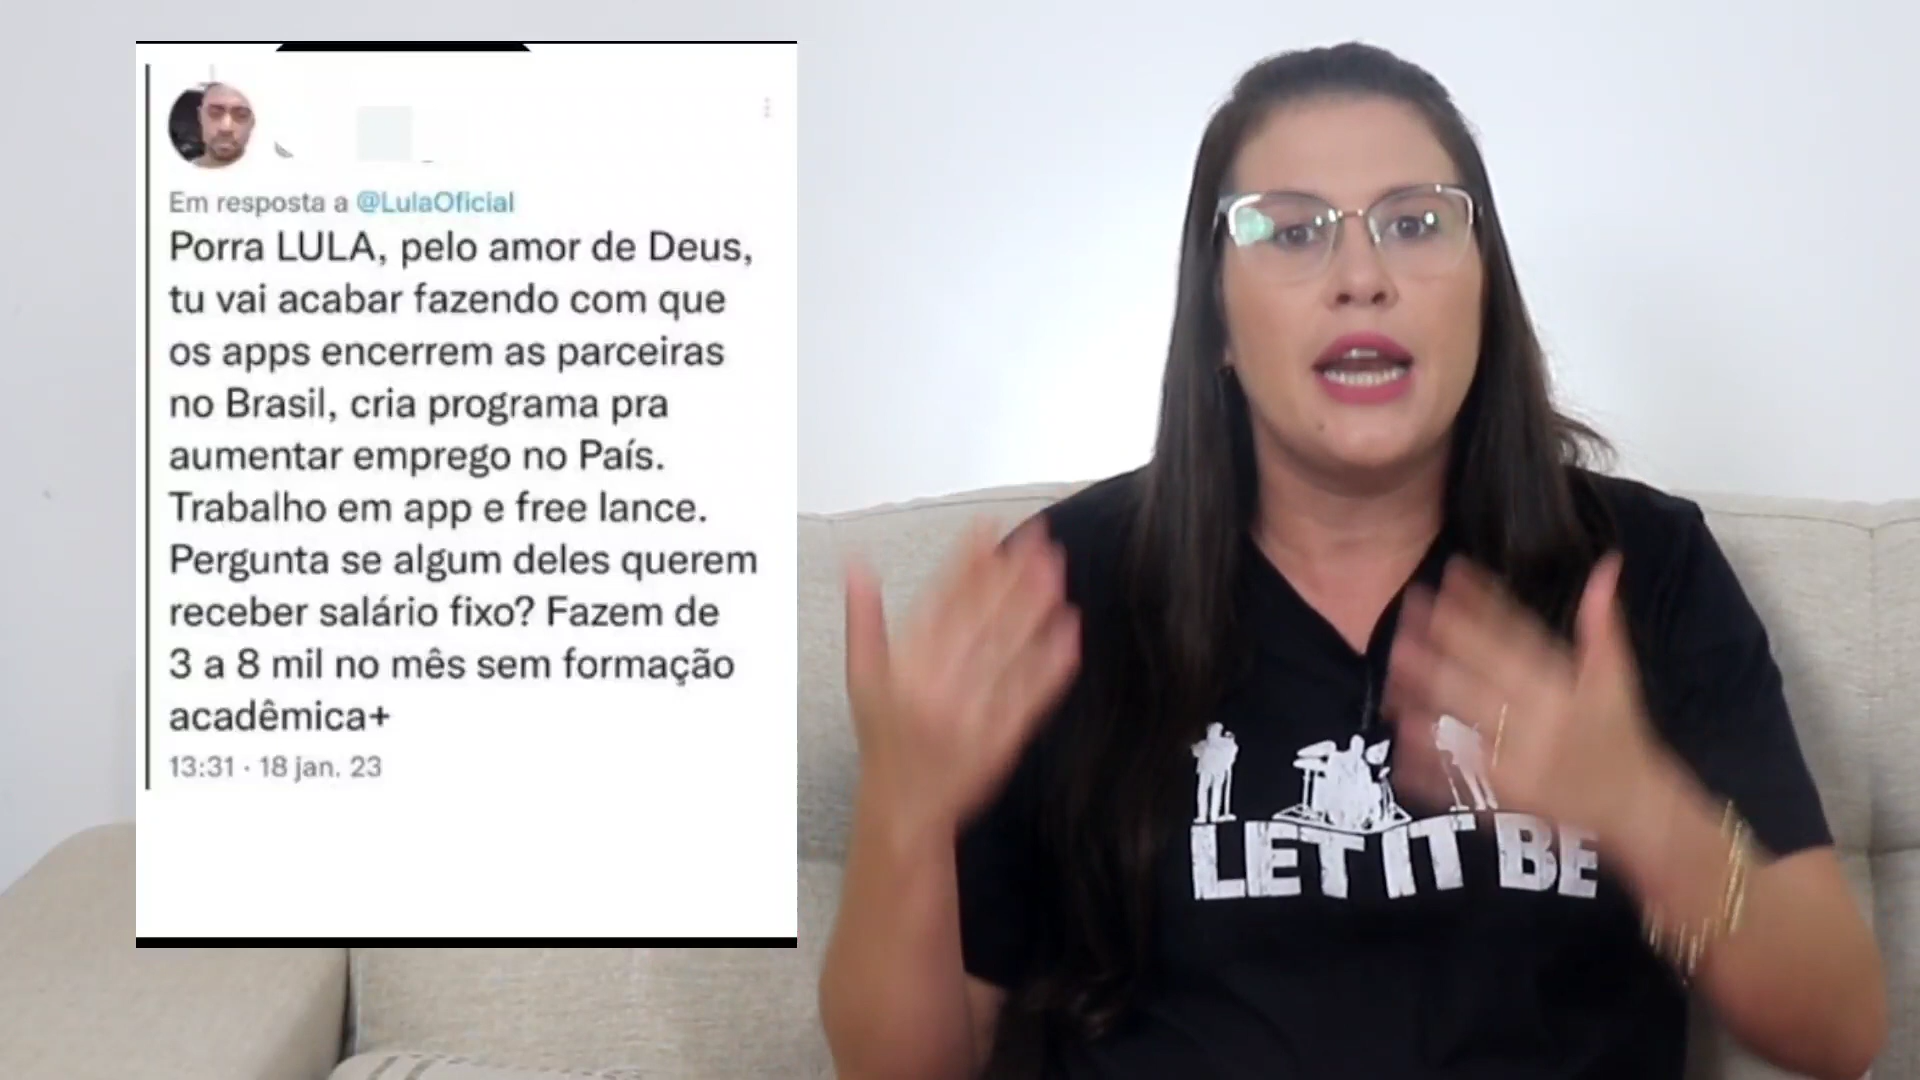 Em resposta a @LulaOficial
Porra LULA, pelo amor de Deus,
tu vai acabar fazendo com que
os apps encerrem as parceiras
no Brasil, cria programa pra
aumentar emprego no País.
Trabalho em app e free lance.
Pergunta se algum deles querem
receber salário fixo? Fazem de
3 a 8 mil no mês sem formação
acadêmica+
13:31 · 18 jan. 23
LET IT BE